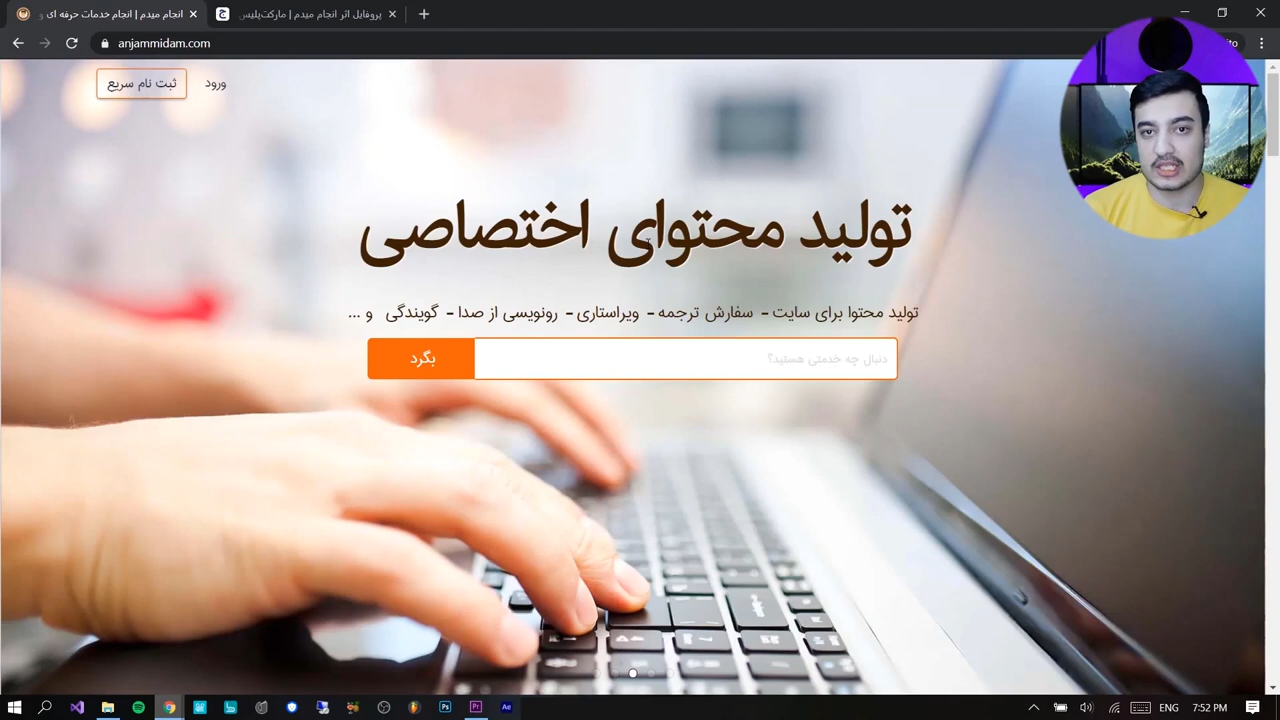 انجام میدم | انجام خدمات حرفه ای و
پروفایل اثر انجام میدم | مارکت‌پلیس
anjammidam.com
ورود
ثبت نام سریع
تولید محتوای اختصاصی
تولید محتوا برای سایت - سفارش ترجمه - ویراستاری - رونویسی از صدا - گویندگی و ...
دنبال چه خدمتی هستید؟
بگرد
ENG
7:52 PM